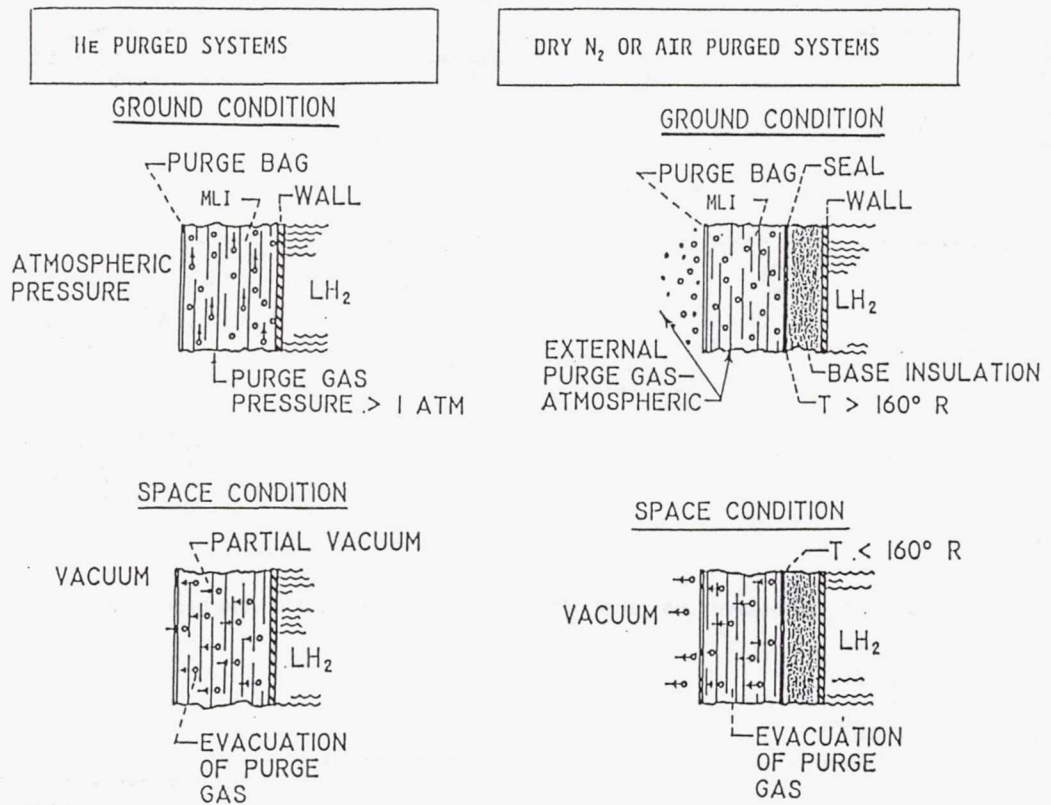 HE PURGED SYSTEMS
GROUND CONDITION
PURGE BAG
MLI
WALL
ATMOSPHERIC
PRESSURE
LH₂
PURGE GAS
PRESSURE > 1 ATM
SPACE CONDITION
PARTIAL VACUUM
VACUUM
LH₂
EVACUATION
OF PURGE
GAS
DRY N₂ OR AIR PURGED SYSTEMS
GROUND CONDITION
PURGE BAG
SEAL
MLI
WALL
LH₂
EXTERNAL
PURGE GAS
ATMOSPHERIC
BASE INSULATION
T > 160° R
SPACE CONDITION
T < 160° R
VACUUM
LH₂
EVACUATION
OF PURGE
GAS